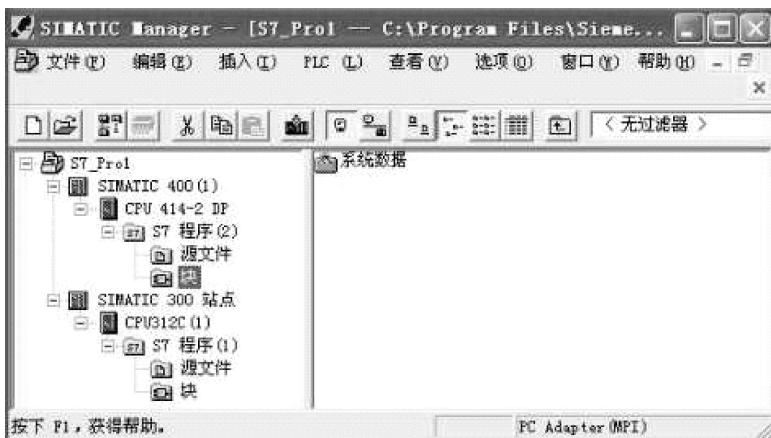 SIMATIC Manager - [S7_Pro1 -- C:\Program Files\Sieme...
文件(F) 编辑(E) 插入(I) PLC (L) 查看(V) 选项(O) 窗口(W) 帮助(H)
< 无过滤器 >
S7_Pro1
系统数据
SIMATIC 400(1)
CPU 414-2 DP
S7 程序(2)
源文件
块
SIMATIC 300 站点
CPU312C(1)
S7 程序(1)
源文件
块
按下 F1，获得帮助。
PC Adapter(MPI)